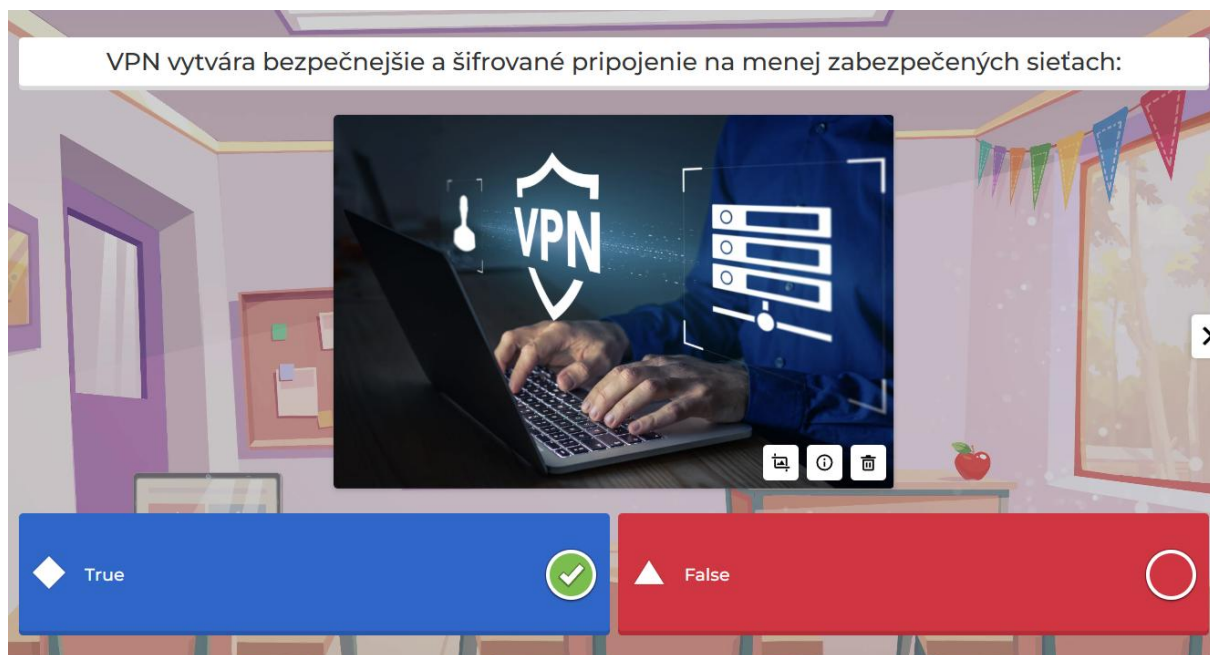 VPN vytvára bezpečnejšie a šifrované pripojenie na menej zabezpečených sieťach:
VPN
True
False